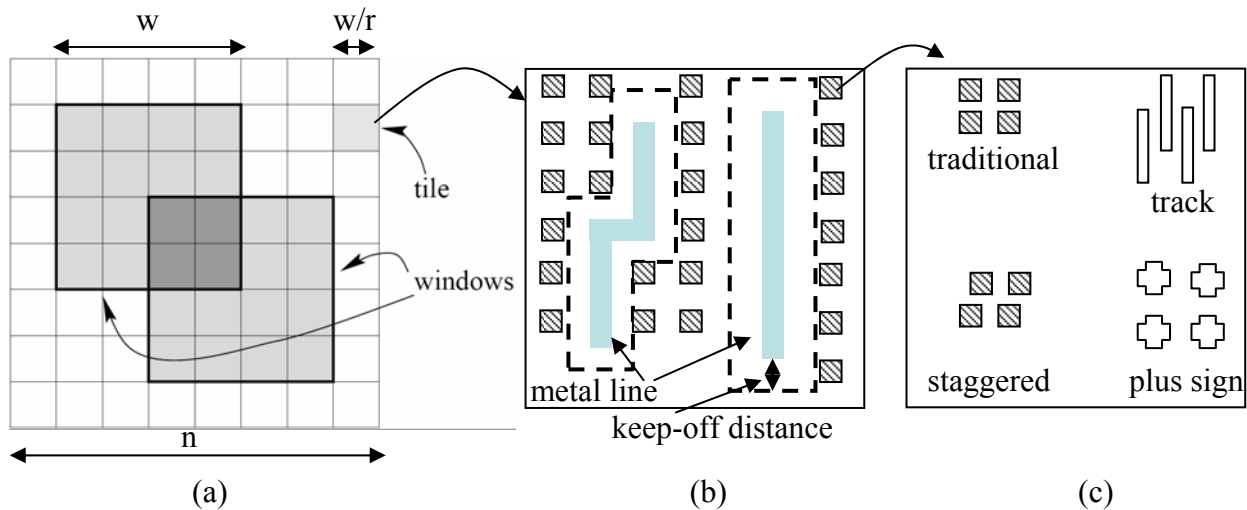 w
w/r
tile
windows
n
(a)
metal line
keep-off distance
(b)
traditional
track
staggered
plus sign
(c)